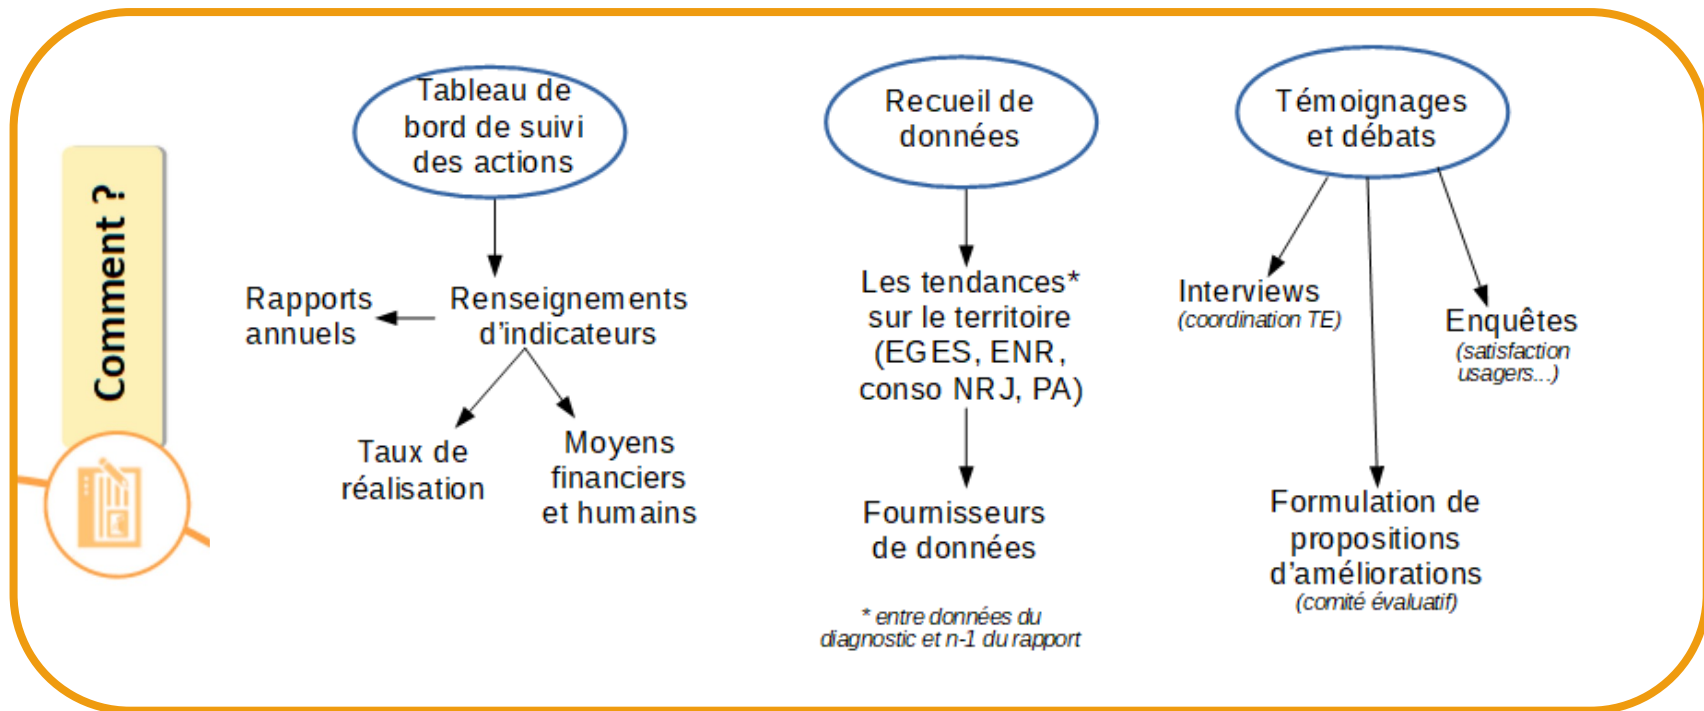 Comment ?
Tableau de
bord de suivi
des actions
Rapports
annuels
Renseignements
d'indicateurs
Taux de
réalisation
Moyens
financiers
et humains
Recueil de
données
Les tendances*
sur le territoire
(EGES, ENR,
conso NRJ, PA)
Fournisseurs
de données
* entre données du
diagnostic et n-1 du rapport
Témoignages
et débats
Interviews
(coordination TE)
Enquêtes
(satisfaction
usagers...)
Formulation de
propositions
d'améliorations
(comité évaluatif)